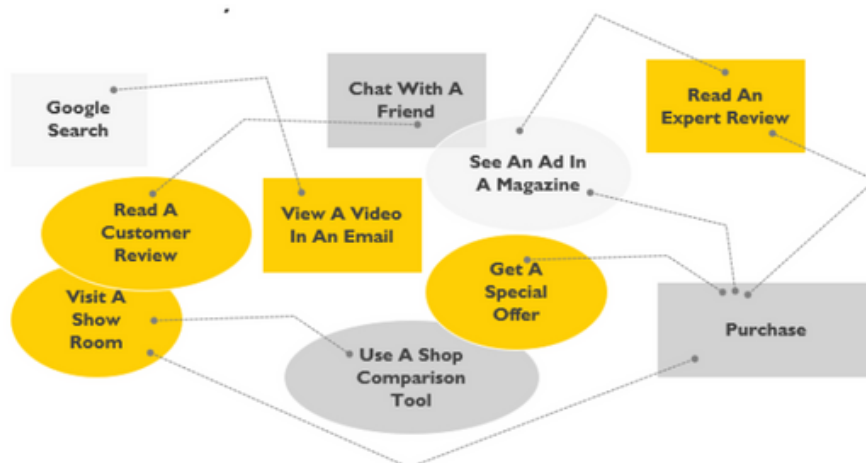 Google
Search
Chat With A
Friend
Read An
Expert Review
See An Ad In
A Magazine
Read A
Customer
Review
View A Video
In An Email
Get A
Special
Offer
Visit A
Show
Room
Use A Shop
Comparison
Tool
Purchase